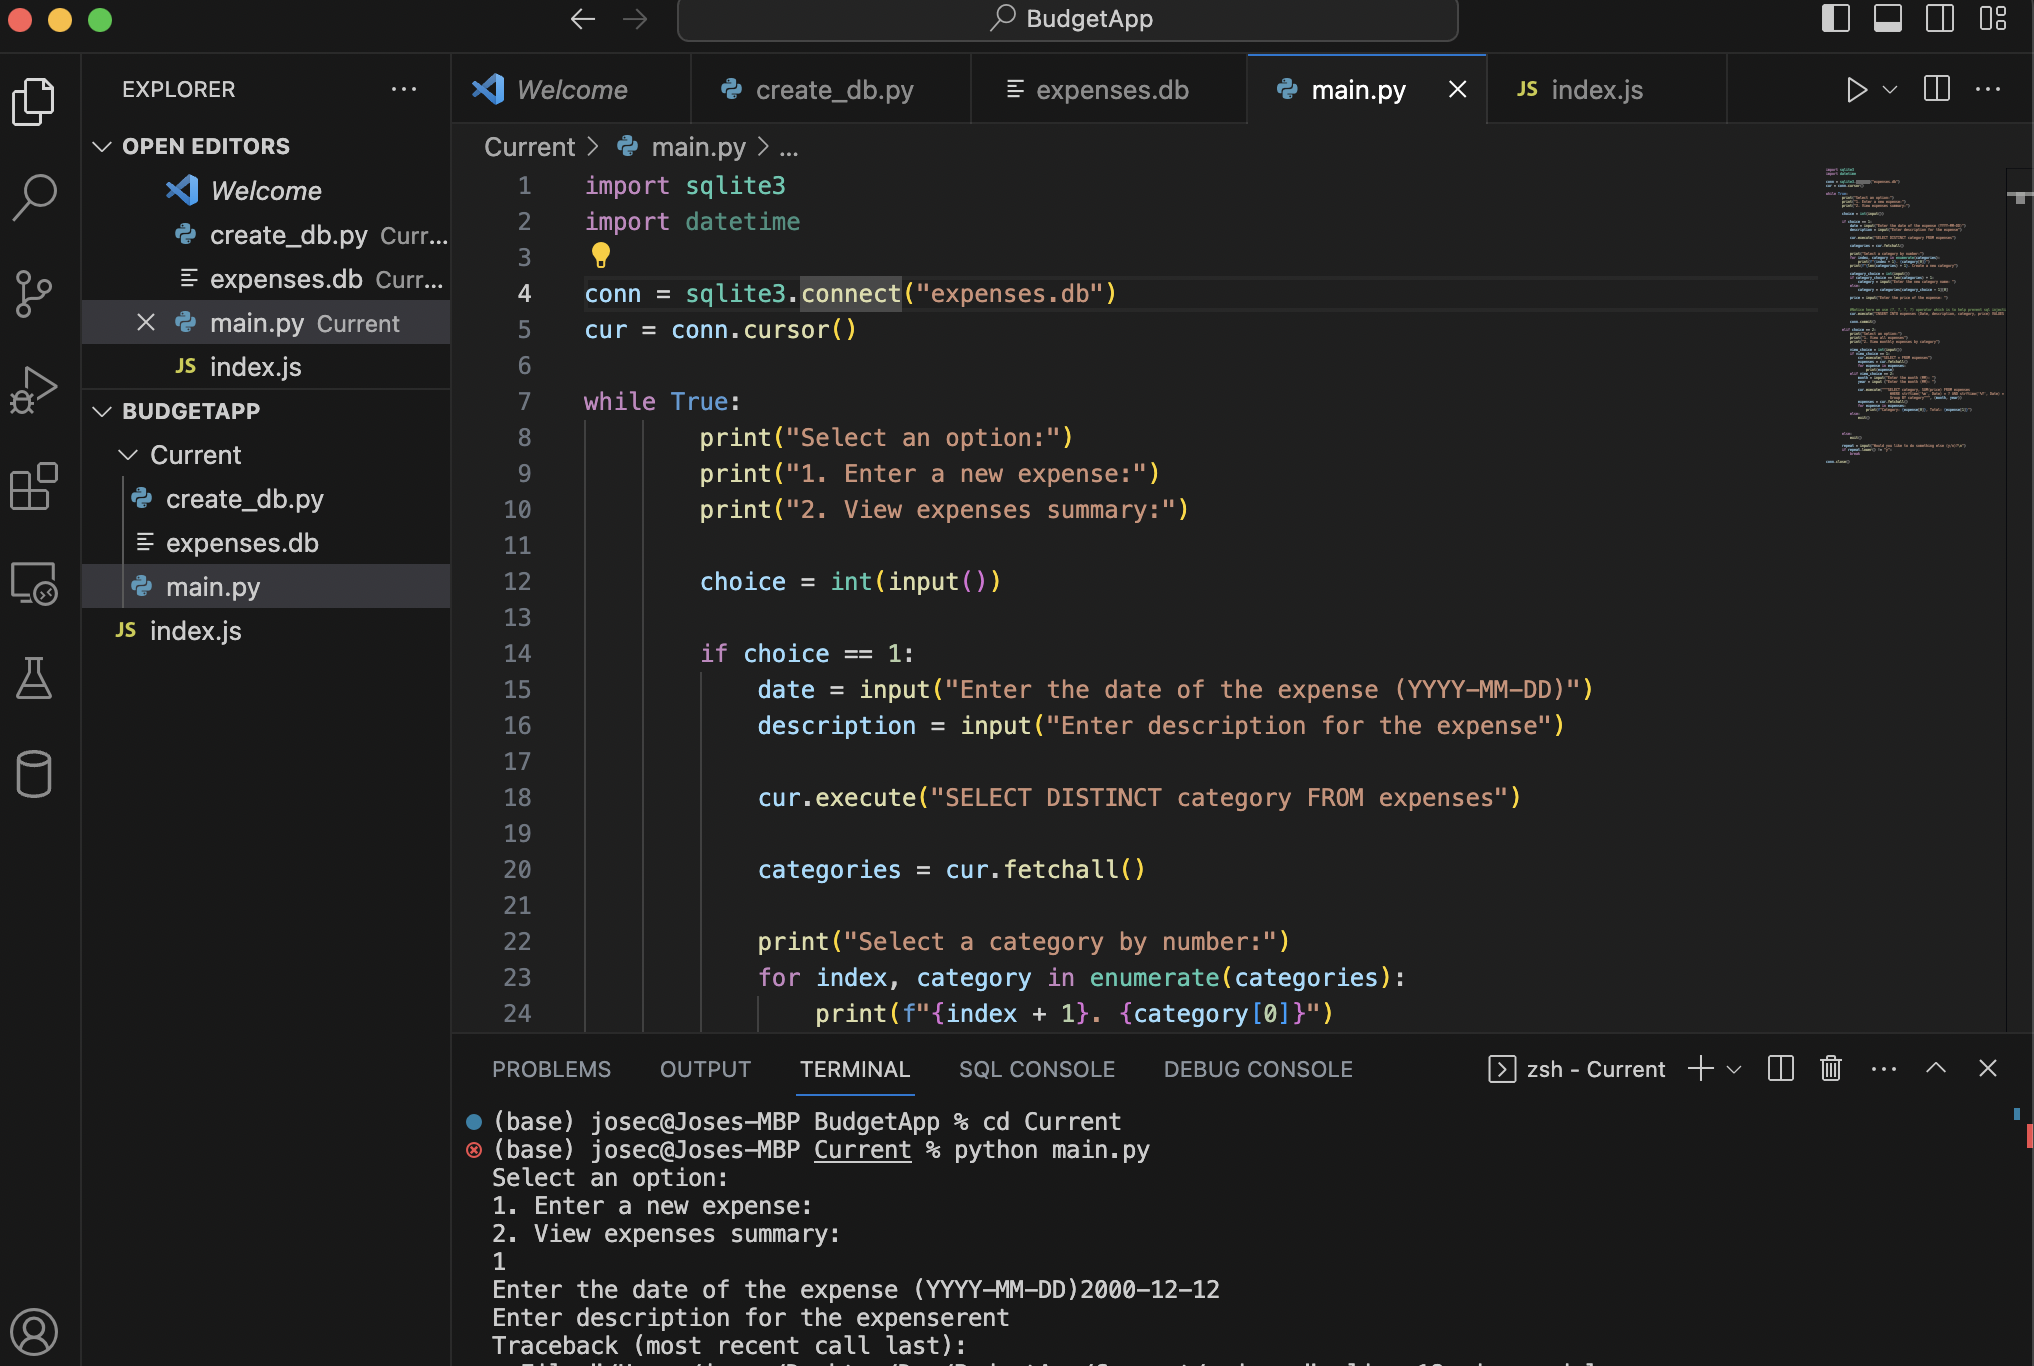 BudgetApp
EXPLORER
OPEN EDITORS
Welcome
create_db.py Curr...
expenses.db Curr...
main.py Current
JS index.js
BUDGETAPP
Current
create_db.py
expenses.db
main.py
JS index.js
Welcome create_db.py expenses.db main.py JS index.js
Current > main.py > ...
1 import sqlite3
2 import datetime
3
4 conn = sqlite3.connect("expenses.db")
5 cur = conn.cursor()
6
7 while True:
8 print("Select an option:")
9 print("1. Enter a new expense:")
10 print("2. View expenses summary:")
11
12 choice = int(input())
13
14 if choice == 1:
15 date = input("Enter the date of the expense (YYYY-MM-DD)")
16 description = input("Enter description for the expense")
17
18 cur.execute("SELECT DISTINCT category FROM expenses")
19
20 categories = cur.fetchall()
21
22 print("Select a category by number:")
23 for index, category in enumerate(categories):
24 print(f"{index + 1}. {category[0]}")
PROBLEMS OUTPUT TERMINAL SQL CONSOLE DEBUG CONSOLE zsh - Current
(base) josec@Joses-MBP BudgetApp % cd Current
(base) josec@Joses-MBP Current % python main.py
Select an option:
1. Enter a new expense:
2. View expenses summary:
1
Enter the date of the expense (YYYY-MM-DD)2000-12-12
Enter description for the expenserent
Traceback (most recent call last):